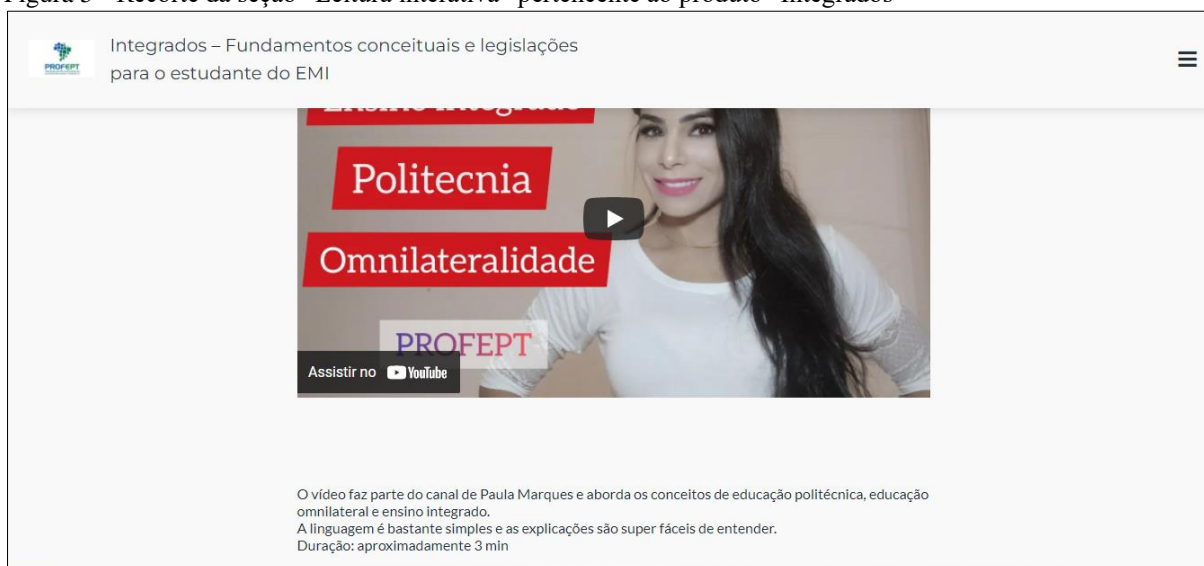 Figura 3 – Recorte da seção “Leitura interativa” pertencente ao produto “Integrados”
PROFEPT
Integrados – Fundamentos conceituais e legislações
para o estudante do EMI
Ensino Integrado
Politecnia
Omnilateralidade
PROFEPT
Assistir no YouTube
O vídeo faz parte do canal de Paula Marques e aborda os conceitos de educação politécnica, educação
omnilateral e ensino integrado.
A linguagem é bastante simples e as explicações são super fáceis de entender.
Duração: aproximadamente 3 min